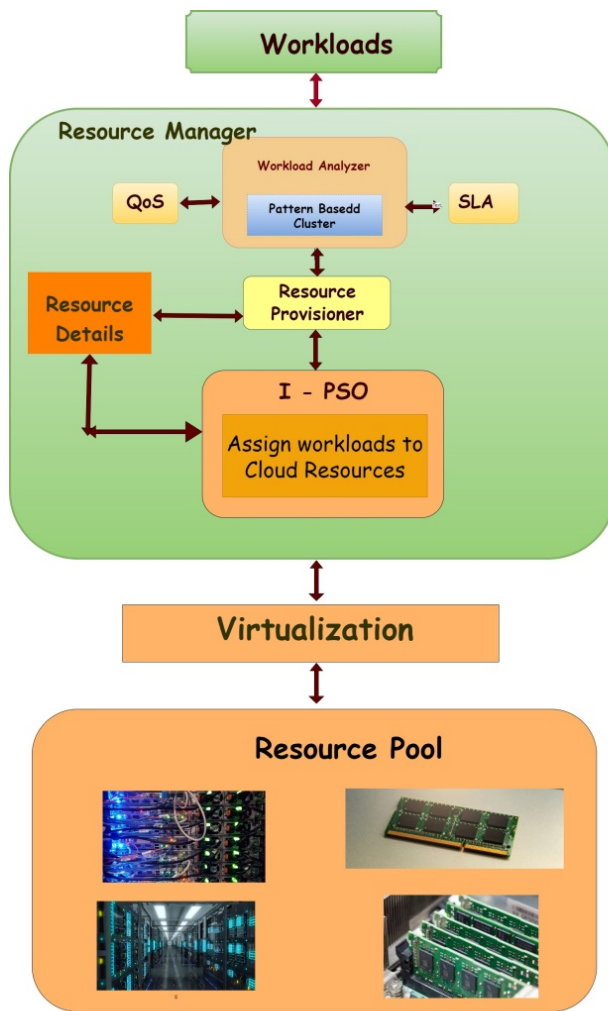 Workloads
Resource Manager
Workload Analyzer
QoS
Pattern Basedd
Cluster
SLA
Resource
Provisioner
Resource
Details
I - PSO
Assign workloads to
Cloud Resources
Virtualization
Resource Pool